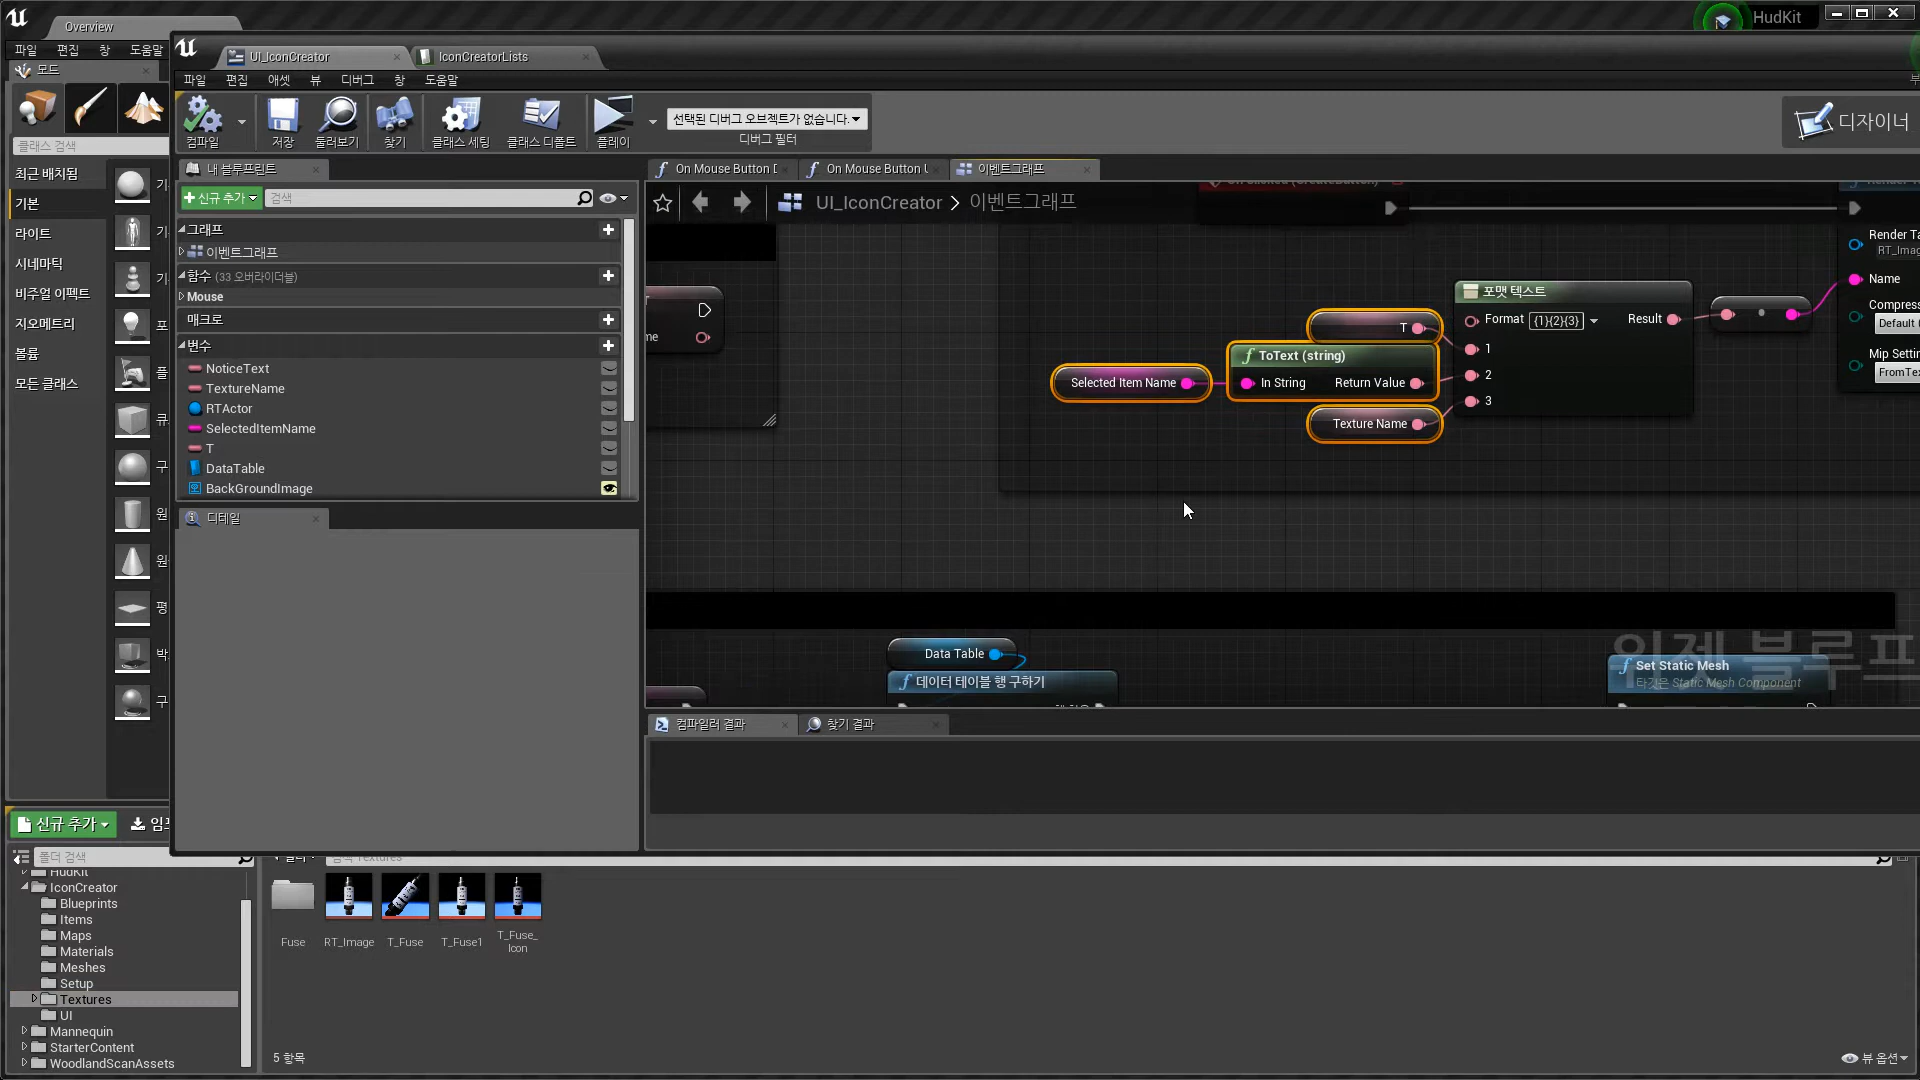 Overview
HudKit
파일 편집 창 도움말
UI_IconCreator
IconCreatorLists
모드
파일 편집 애셋 뷰 디버그 창 도움말
컴파일
저장
둘러보기
찾기
클래스 세팅
클래스 디폴트
플레이
선택된 디버그 오브젝트가 없습니다.
디버그 필터
디자이너
클래스 검색
최근 배치됨
기본
라이트
시네마틱
비주얼 이펙트
지오메트리
볼륨
모든 클래스
내 블루프린트
신규 추가
검색
그래프
이벤트그래프
함수 (33 오버라이더블)
Mouse
매크로
변수
NoticeText
TextureName
RTActor
SelectedItemName
T
DataTable
BackGroundImage
디테일
On Mouse Button
On Mouse Button
이벤트그래프
UI_IconCreator > 이벤트그래프
On Clicked (CreateButton)
Render Ta
RT_Imag
Name
Compress
Default
Mip Settin
FromTex
포맷 텍스트
Format {1}{2}{3}
Result
1
2
3
T
ToText (string)
In String Return Value
Selected Item Name
Texture Name
Data Table
데이터 테이블 행 구하기
Set Static Mesh
타깃은 Static Mesh Component
위젯 블루프
컴파일러 결과
찾기 결과
신규 추가
폴더 검색
검색 Textures
HudKit
IconCreator
Blueprints
Items
Maps
Materials
Meshes
Setup
Textures
UI
Mannequin
StarterContent
WoodlandScanAssets
Fuse
RT_Image
T_Fuse
T_Fuse1
T_Fuse_
Icon
5 항목
뷰 옵션